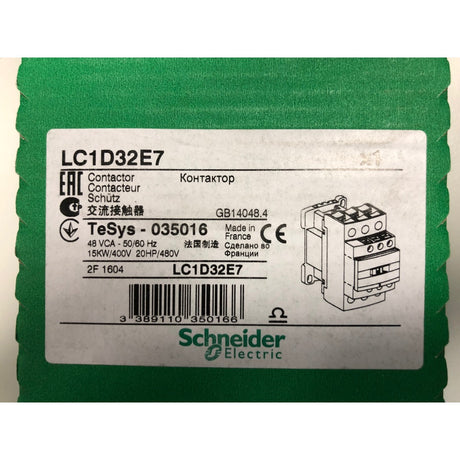 LC1D32E7
EAC
Contactor Контактор
Contacteur
Schütz
交流接触器 GB14048.4
TeSys - 035016 Made in
FRANCE
48 VCA - 50/60 Hz 法国制造 Сделано во
15KW/400V 20HP/480V Франции
2F 1604 LC1D32E7
3 389110 350166
Schneider
Electric